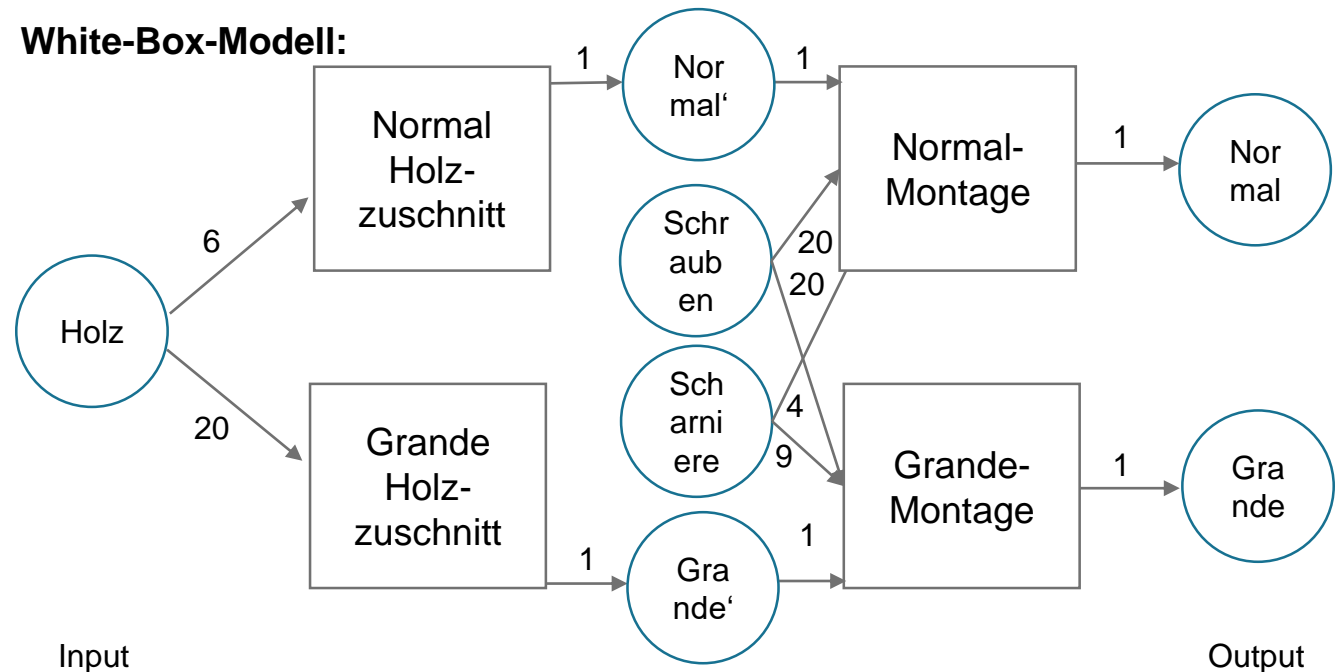 White-Box-Modell:
1
Nor
mal‘
1
Normal
Holz-
zuschnitt
Normal-
Montage
1
Nor
mal
6
Schr
aub
en
20
20
Holz
20
Sch
arni
ere
4
9
Grande
Holz-
zuschnitt
Grande-
Montage
1
Gra
nde
1
Gra
nde‘
1
Input
Output